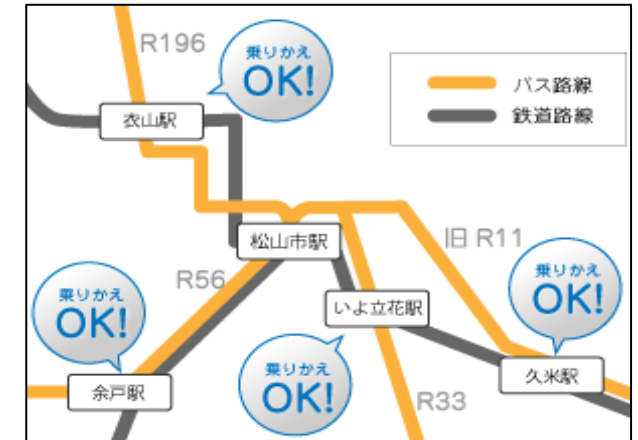 R196
乗りかえ
OK!
バス路線
鉄道路線
衣山駅
松山市駅
旧 R11
R56
乗りかえ
OK!
乗りかえ
OK!
いよ立花駅
乗りかえ
OK!
余戸駅
久米駅
R33